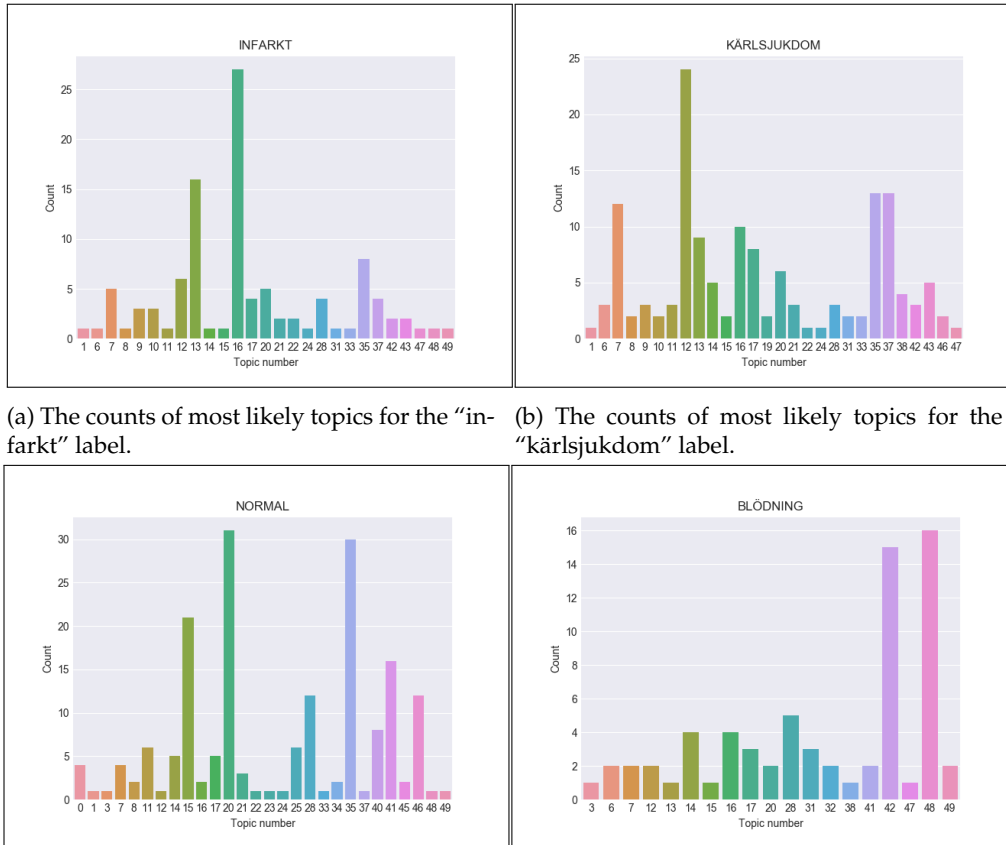 INFARKT
Count
25
20
15
10
5
0
1 6 7 8 9 10 11 12 13 14 15 16 17 20 21 22 24 28 31 33 35 37 42 43 47 48 49
Topic number
KÄRLSJUKDOM
Count
25
20
15
10
5
0
1 6 7 8 9 10 11 12 13 14 15 16 17 19 20 21 22 24 28 31 33 35 37 38 42 43 46 47
Topic number
(a) The counts of most likely topics for the “in-
farkt” label.
(b) The counts of most likely topics for the
“kärlsjukdom” label.
NORMAL
Count
30
25
20
15
10
5
0
0 1 3 7 8 11 12 14 15 16 17 20 21 22 23 24 25 28 33 34 35 37 40 41 45 46 48 49
Topic number
BLÖDNING
Count
16
14
12
10
8
6
4
2
0
3 6 7 12 13 14 15 16 17 20 28 31 32 38 41 42 47 48 49
Topic number